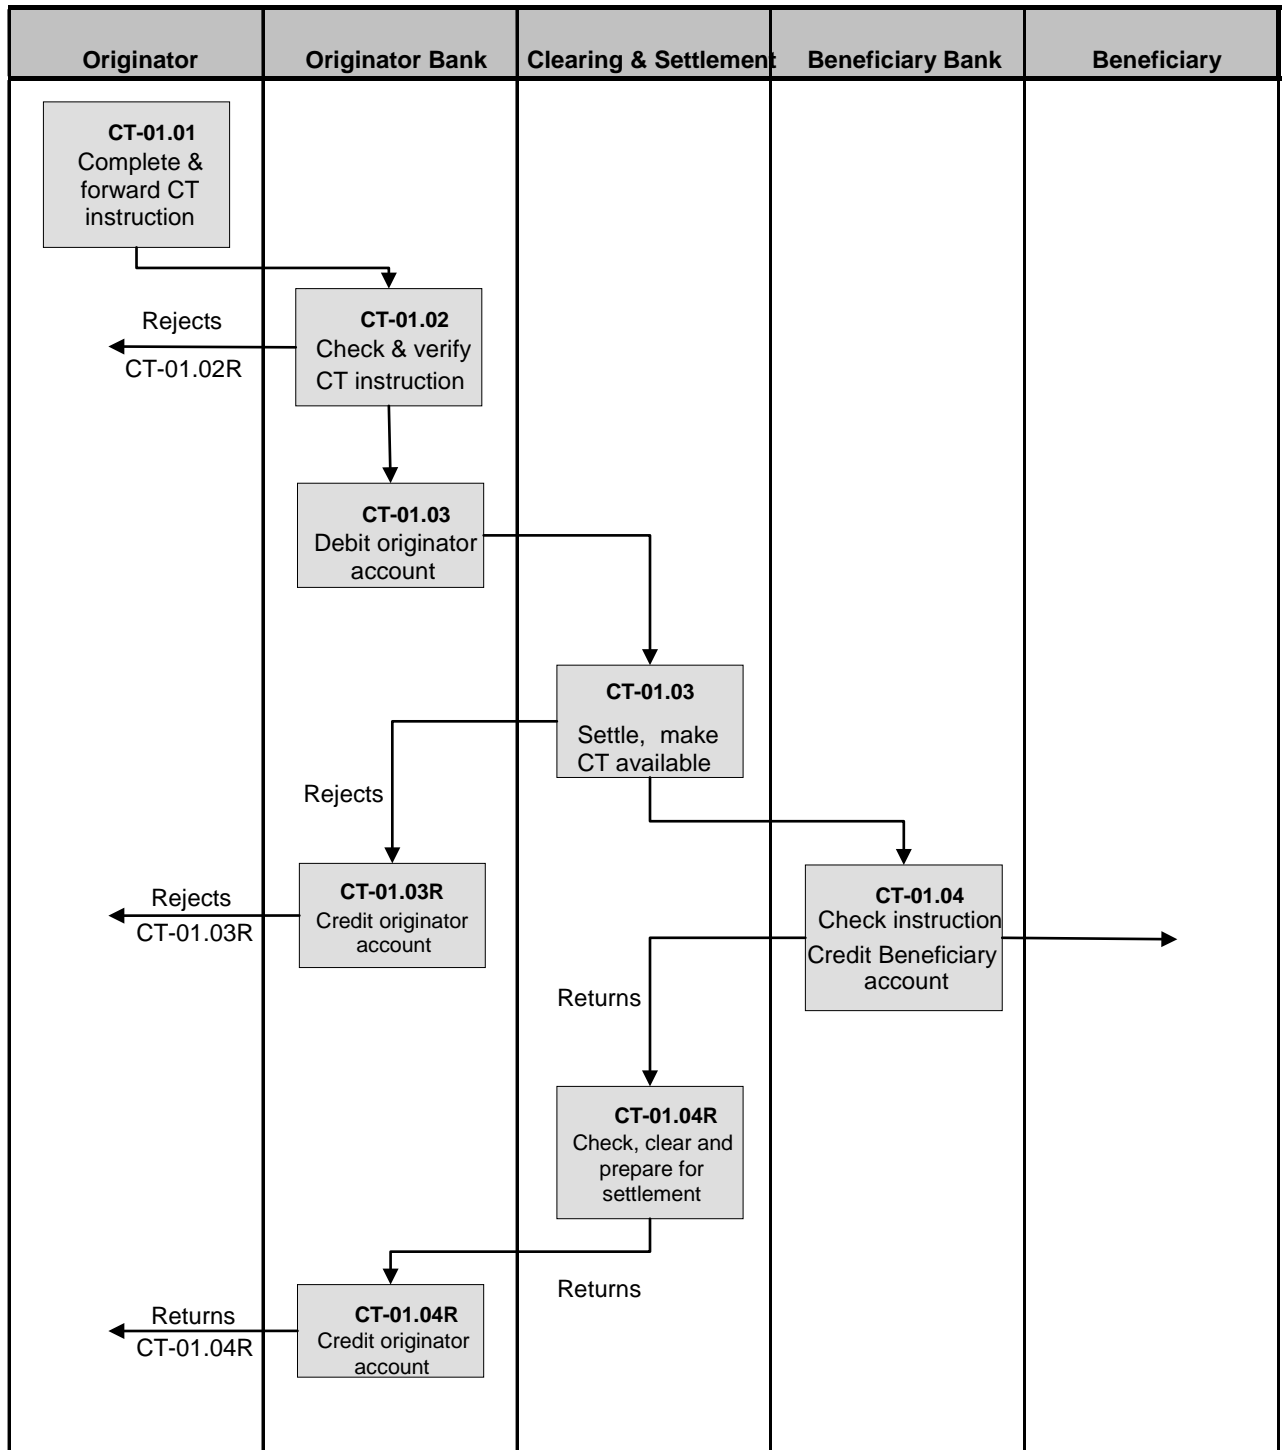 Originator
Originator Bank
Clearing & Settlement
Beneficiary Bank
Beneficiary
CT-01.01
Complete &
forward CT
instruction
Rejects
CT-01.02R
CT-01.02
Check & verify
CT instruction
CT-01.03
Debit originator
account
CT-01.03
Settle, make
CT available
Rejects
CT-01.03R
Credit originator
account
Rejects
CT-01.03R
CT-01.04
Check instruction
Credit Beneficiary
account
Returns
CT-01.04R
Check, clear and
prepare for
settlement
Returns
CT-01.04R
Credit originator
account
Returns
CT-01.04R